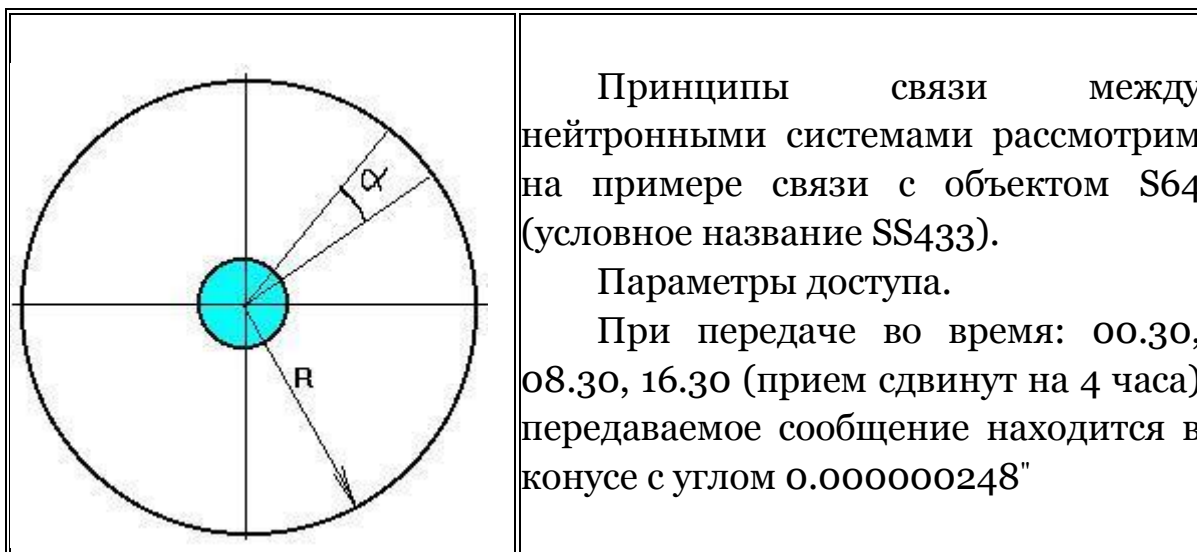 α
R
Принципы связи между
нейтронными системами рассмотрим
на примере связи с объектом S64
(условное название SS433).
Параметры доступа.
При передаче во время: 00.30,
08.30, 16.30 (прием сдвинут на 4 часа)
передаваемое сообщение находится в
конусе с углом 0.000000248"